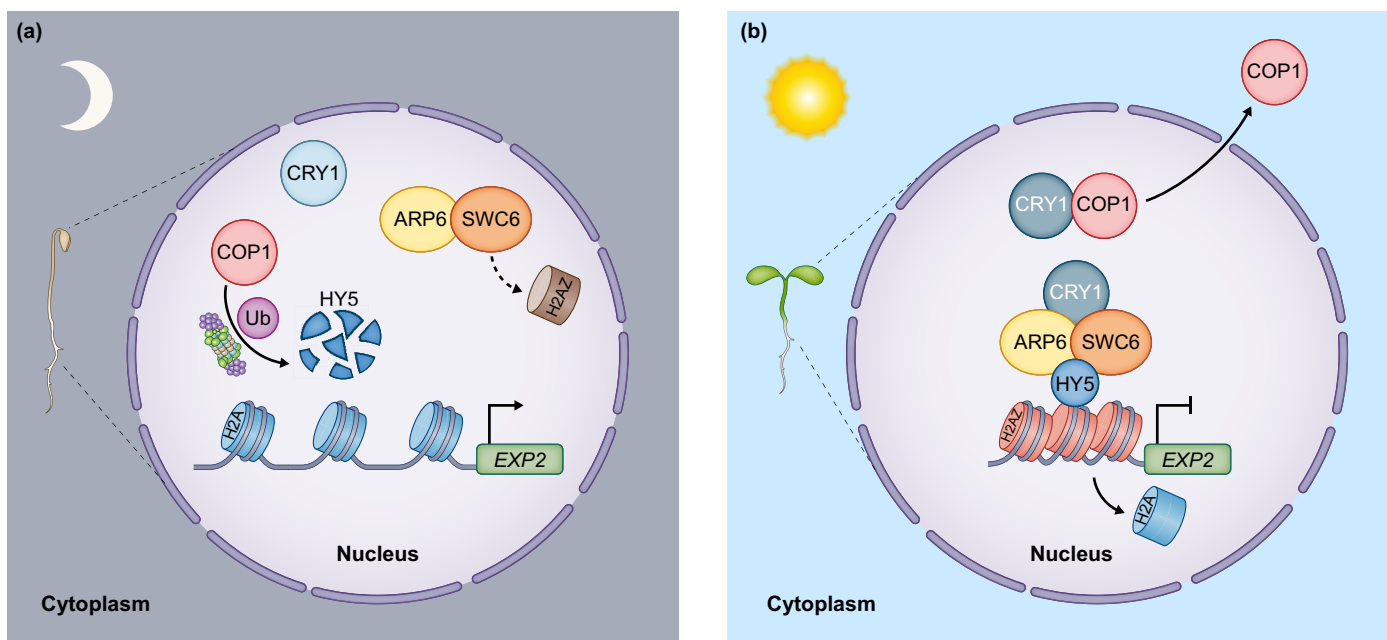 (a)
CRY1
ARP6
SWC6
COP1
H2AZ
HY5
Ub
H2A
EXP2
Nucleus
Cytoplasm
(b)
COP1
CRY1
COP1
CRY1
ARP6
SWC6
HY5
H2AZ
EXP2
H2A
Nucleus
Cytoplasm